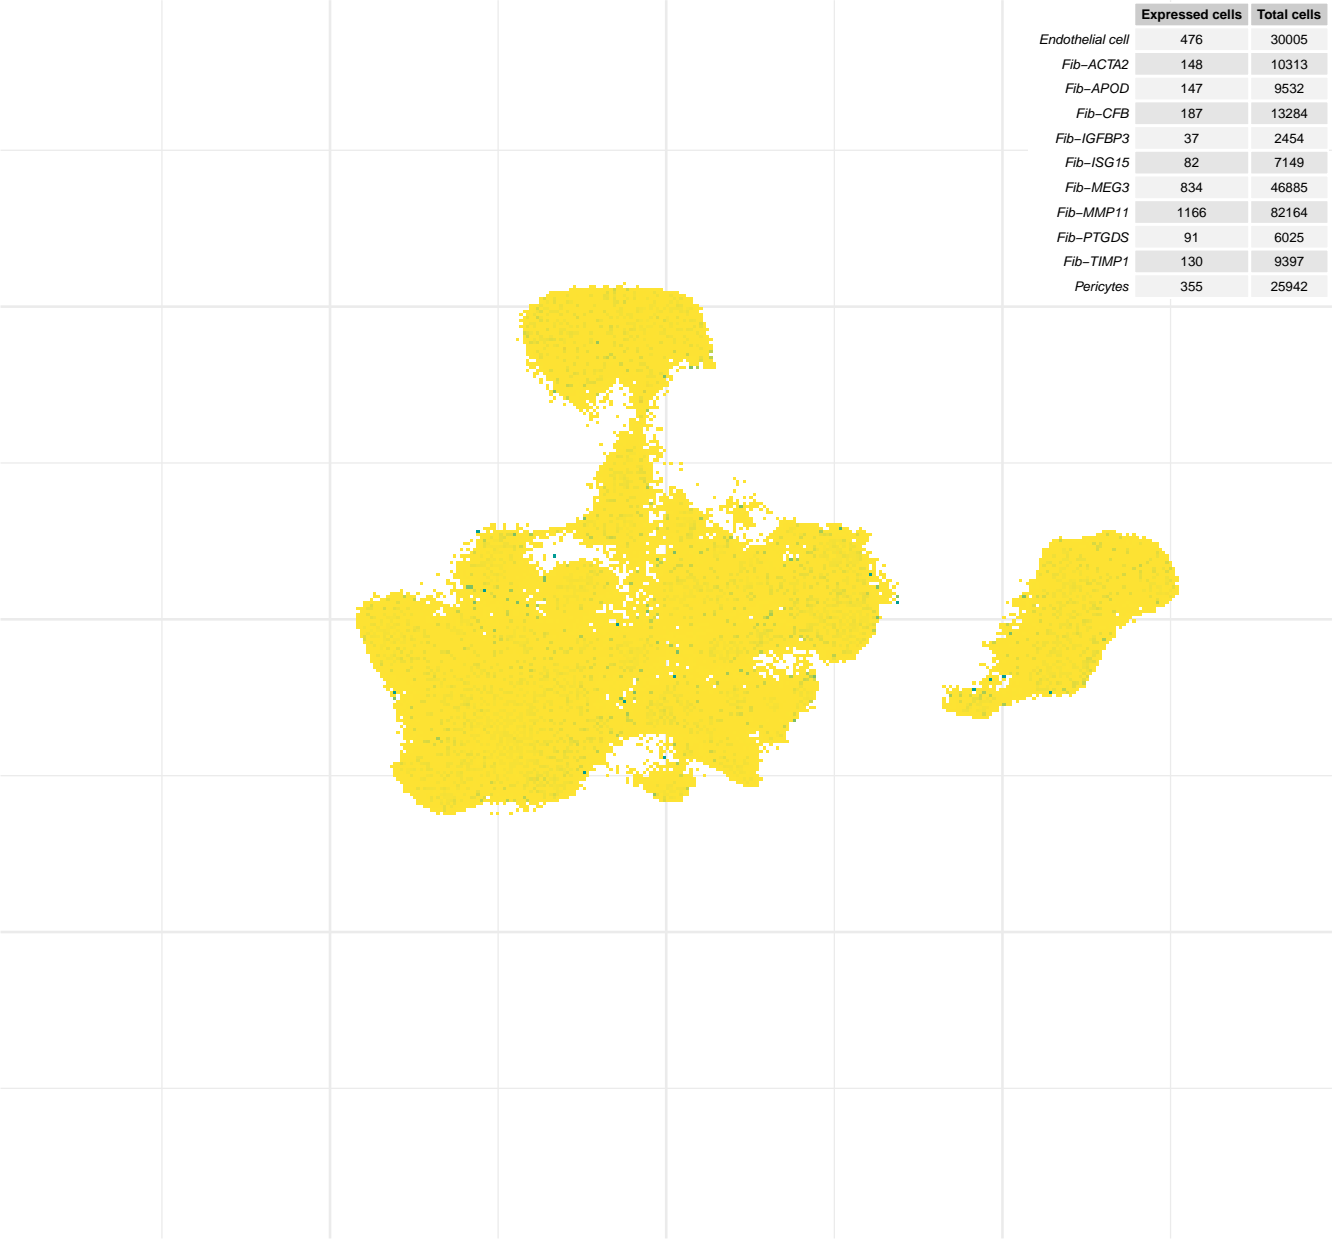 Expressed cells Total cells
Endothelial cell 476 30005
Fib−ACTA2 148 10313
Fib−APOD 147 9532
Fib−CFB 187 13284
Fib−IGFBP3 37 2454
Fib−ISG15 82 7149
Fib−MEG3 834 46885
Fib−MMP11 1166 82164
Fib−PTGDS 91 6025
Fib−TIMP1 130 9397
Pericytes 355 25942